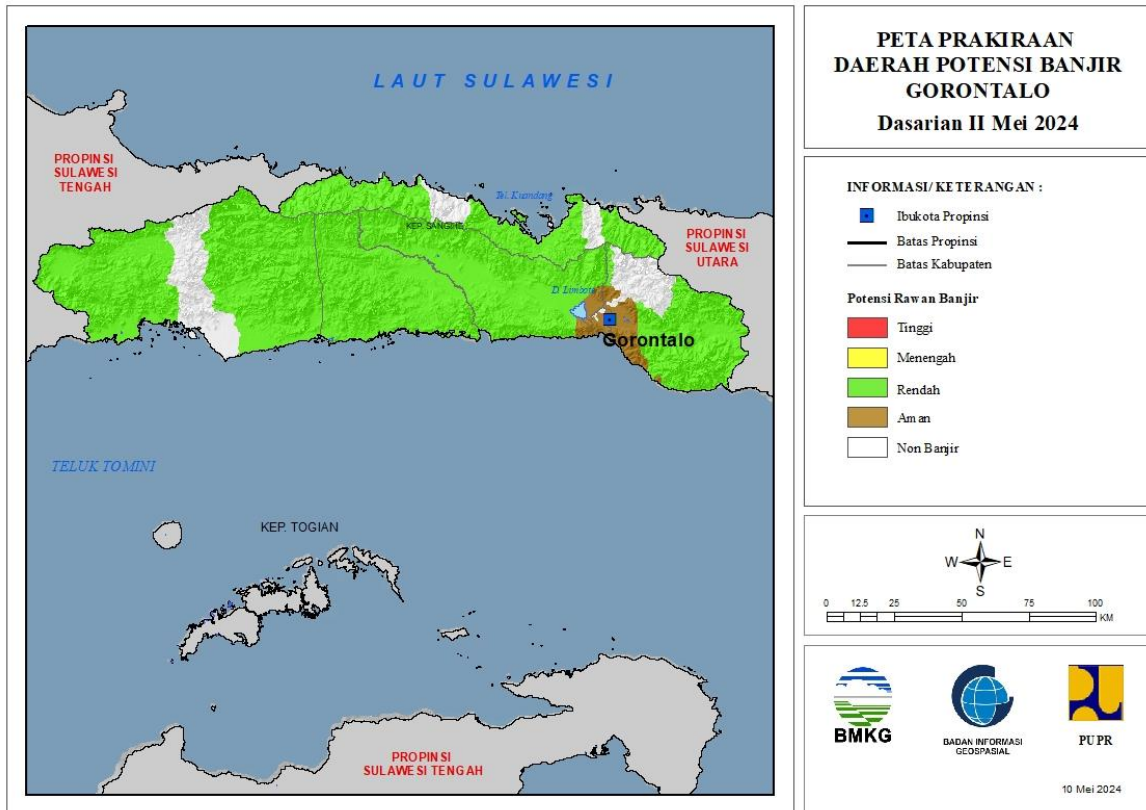 LAUT SULAWESI
PROPINSI
SULAWESI
TENGAH
Tel. Kwandang
KEP. SANGIHE
PROPINSI
SULAWESI
UTARA
D. Limboto
Gorontalo
TELUK TOMINI
KEP. TOGIAN
PROPINSI
SULAWESI TENGAH
PETA PRAKIRAAN
DAERAH POTENSI BANJIR
GORONTALO
Dasarian II Mei 2024
INFORMASI/ KETERANGAN :
Ibukota Propinsi
Batas Propinsi
Batas Kabupaten
Potensi Rawan Banjir
Tinggi
Menengah
Rendah
Aman
Non Banjir
N
W E
S
0 12.5 25 50 75 100
KM
BMKG
BADAN INFORMASI
GEOSPASIAL
PUPR
10 Mei 2024